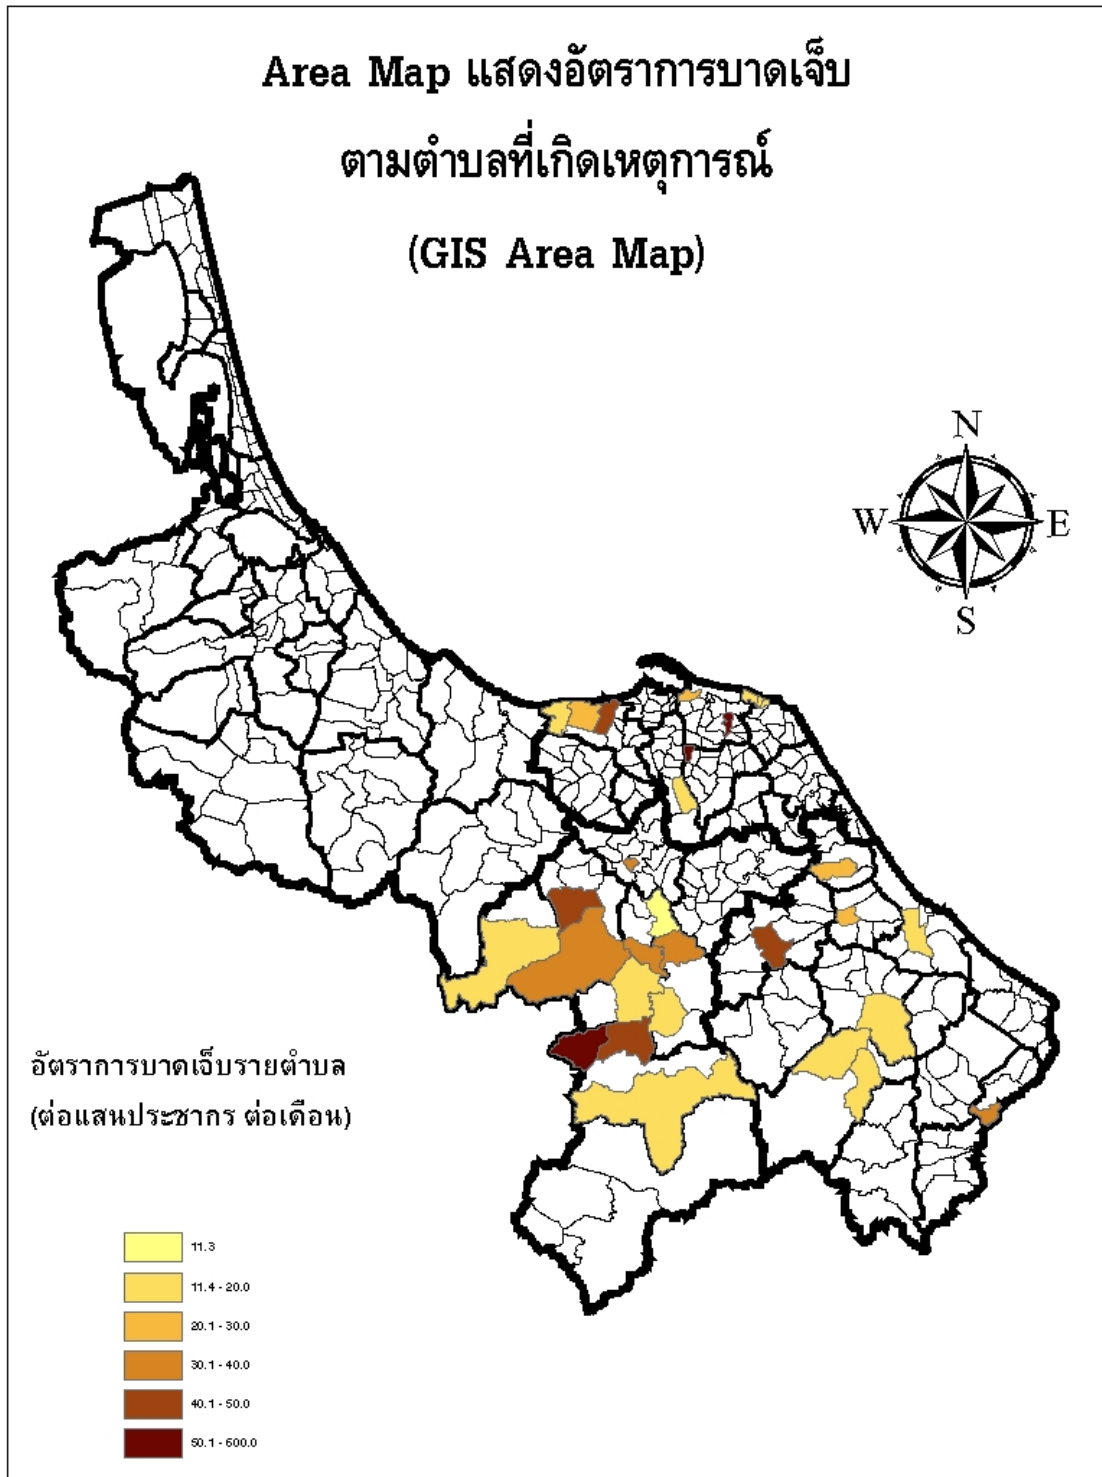 Area Map แสดงอัตราการบาดเจ็บ
ตามตำบลที่เกิดเหตุการณ์
(GIS Area Map)
N
W
E
S
อัตราการบาดเจ็บรายตำบล
(ต่อแสนประชากร ต่อเดือน)
11.3
11.4 - 20.0
20.1 - 30.0
30.1 - 40.0
40.1 - 50.0
50.1 - 600.0